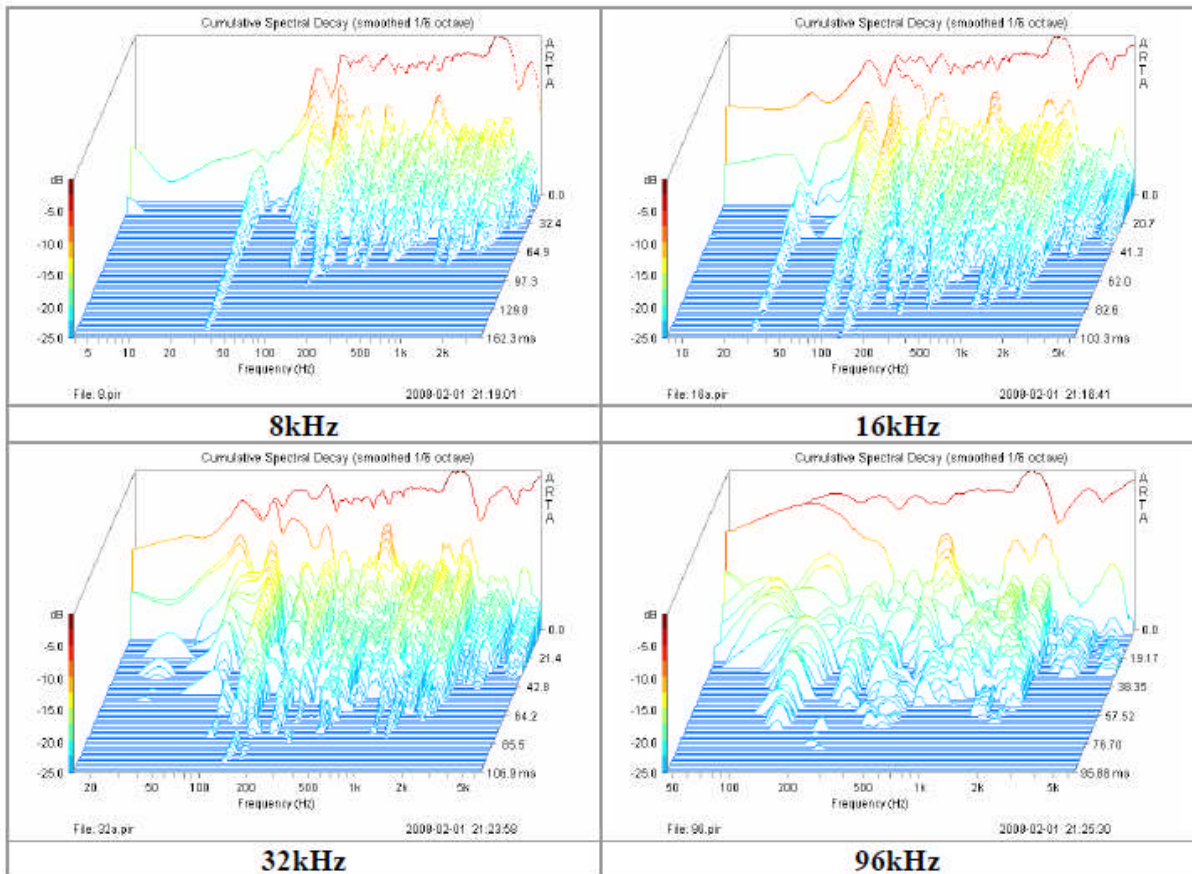 Cumulative Spectral Decay (smoothed 1/6 octave)
A
R
T
A
dB
-5.0
-10.0
-15.0
-20.0
-25.0
0.0
32.4
64.9
97.3
129.8
162.3 ms
5 10 20 50 100 200 500 1k 2k
Frequency (Hz)
File: 8.pir 2009-02-01 21:19:01
8kHz
Cumulative Spectral Decay (smoothed 1/6 octave)
A
R
T
A
dB
-5.0
-10.0
-15.0
-20.0
-25.0
0.0
20.7
41.3
62.0
82.6
103.3 ms
10 20 50 100 200 500 1k 2k 5k
Frequency (Hz)
File: 16a.pir 2009-02-01 21:16:41
16kHz
Cumulative Spectral Decay (smoothed 1/6 octave)
A
R
T
A
dB
-5.0
-10.0
-15.0
-20.0
-25.0
0.0
21.4
42.8
64.2
85.5
106.9 ms
20 50 100 200 500 1k 2k 5k
Frequency (Hz)
File: 32a.pir 2009-02-01 21:23:58
32kHz
Cumulative Spectral Decay (smoothed 1/6 octave)
A
R
T
A
dB
-5.0
-10.0
-15.0
-20.0
-25.0
0.0
19.17
38.35
57.52
76.70
95.88 ms
50 100 200 500 1k 2k 5k
Frequency (Hz)
File: 96.pir 2009-02-01 21:25:30
96kHz